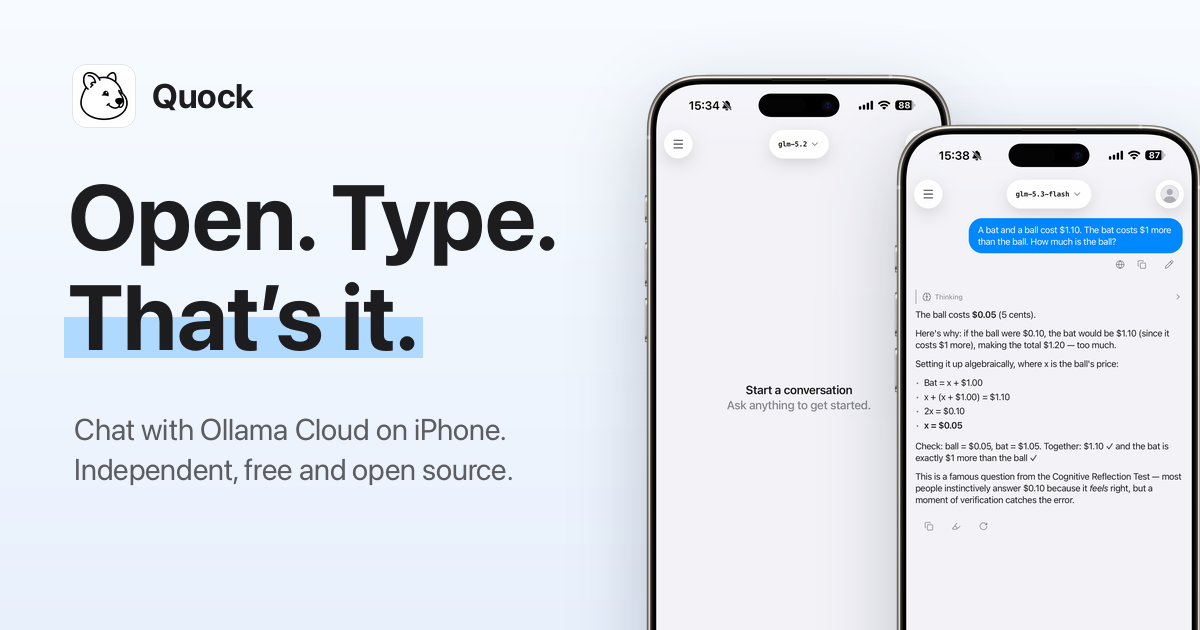 Quock
Open. Type.
That's it.
Chat with Ollama Cloud on iPhone.
Independent, free and open source.
15:34
88
glm-5.2
Start a conversation
Ask anything to get started.
15:38
87
glm-5.3-flash
A bat and a ball cost $1.10. The bat costs $1 more
than the ball. How much is the ball?
Thinking
The ball costs $0.05 (5 cents).
Here's why: if the ball were $0.10, the bat would be $1.10 (since it
costs $1 more), making the total $1.20 — too much.
Setting it up algebraically, where x is the ball's price:
· Bat = x + $1.00
· x + (x + $1.00) = $1.10
· 2x = $0.10
· x = $0.05
Check: ball = $0.05, bat = $1.05. Together: $1.10 ✓ and the bat is
exactly $1 more than the ball ✓
This is a famous question from the Cognitive Reflection Test — most
people instinctively answer $0.10 because it feels right, but a
moment of verification catches the error.